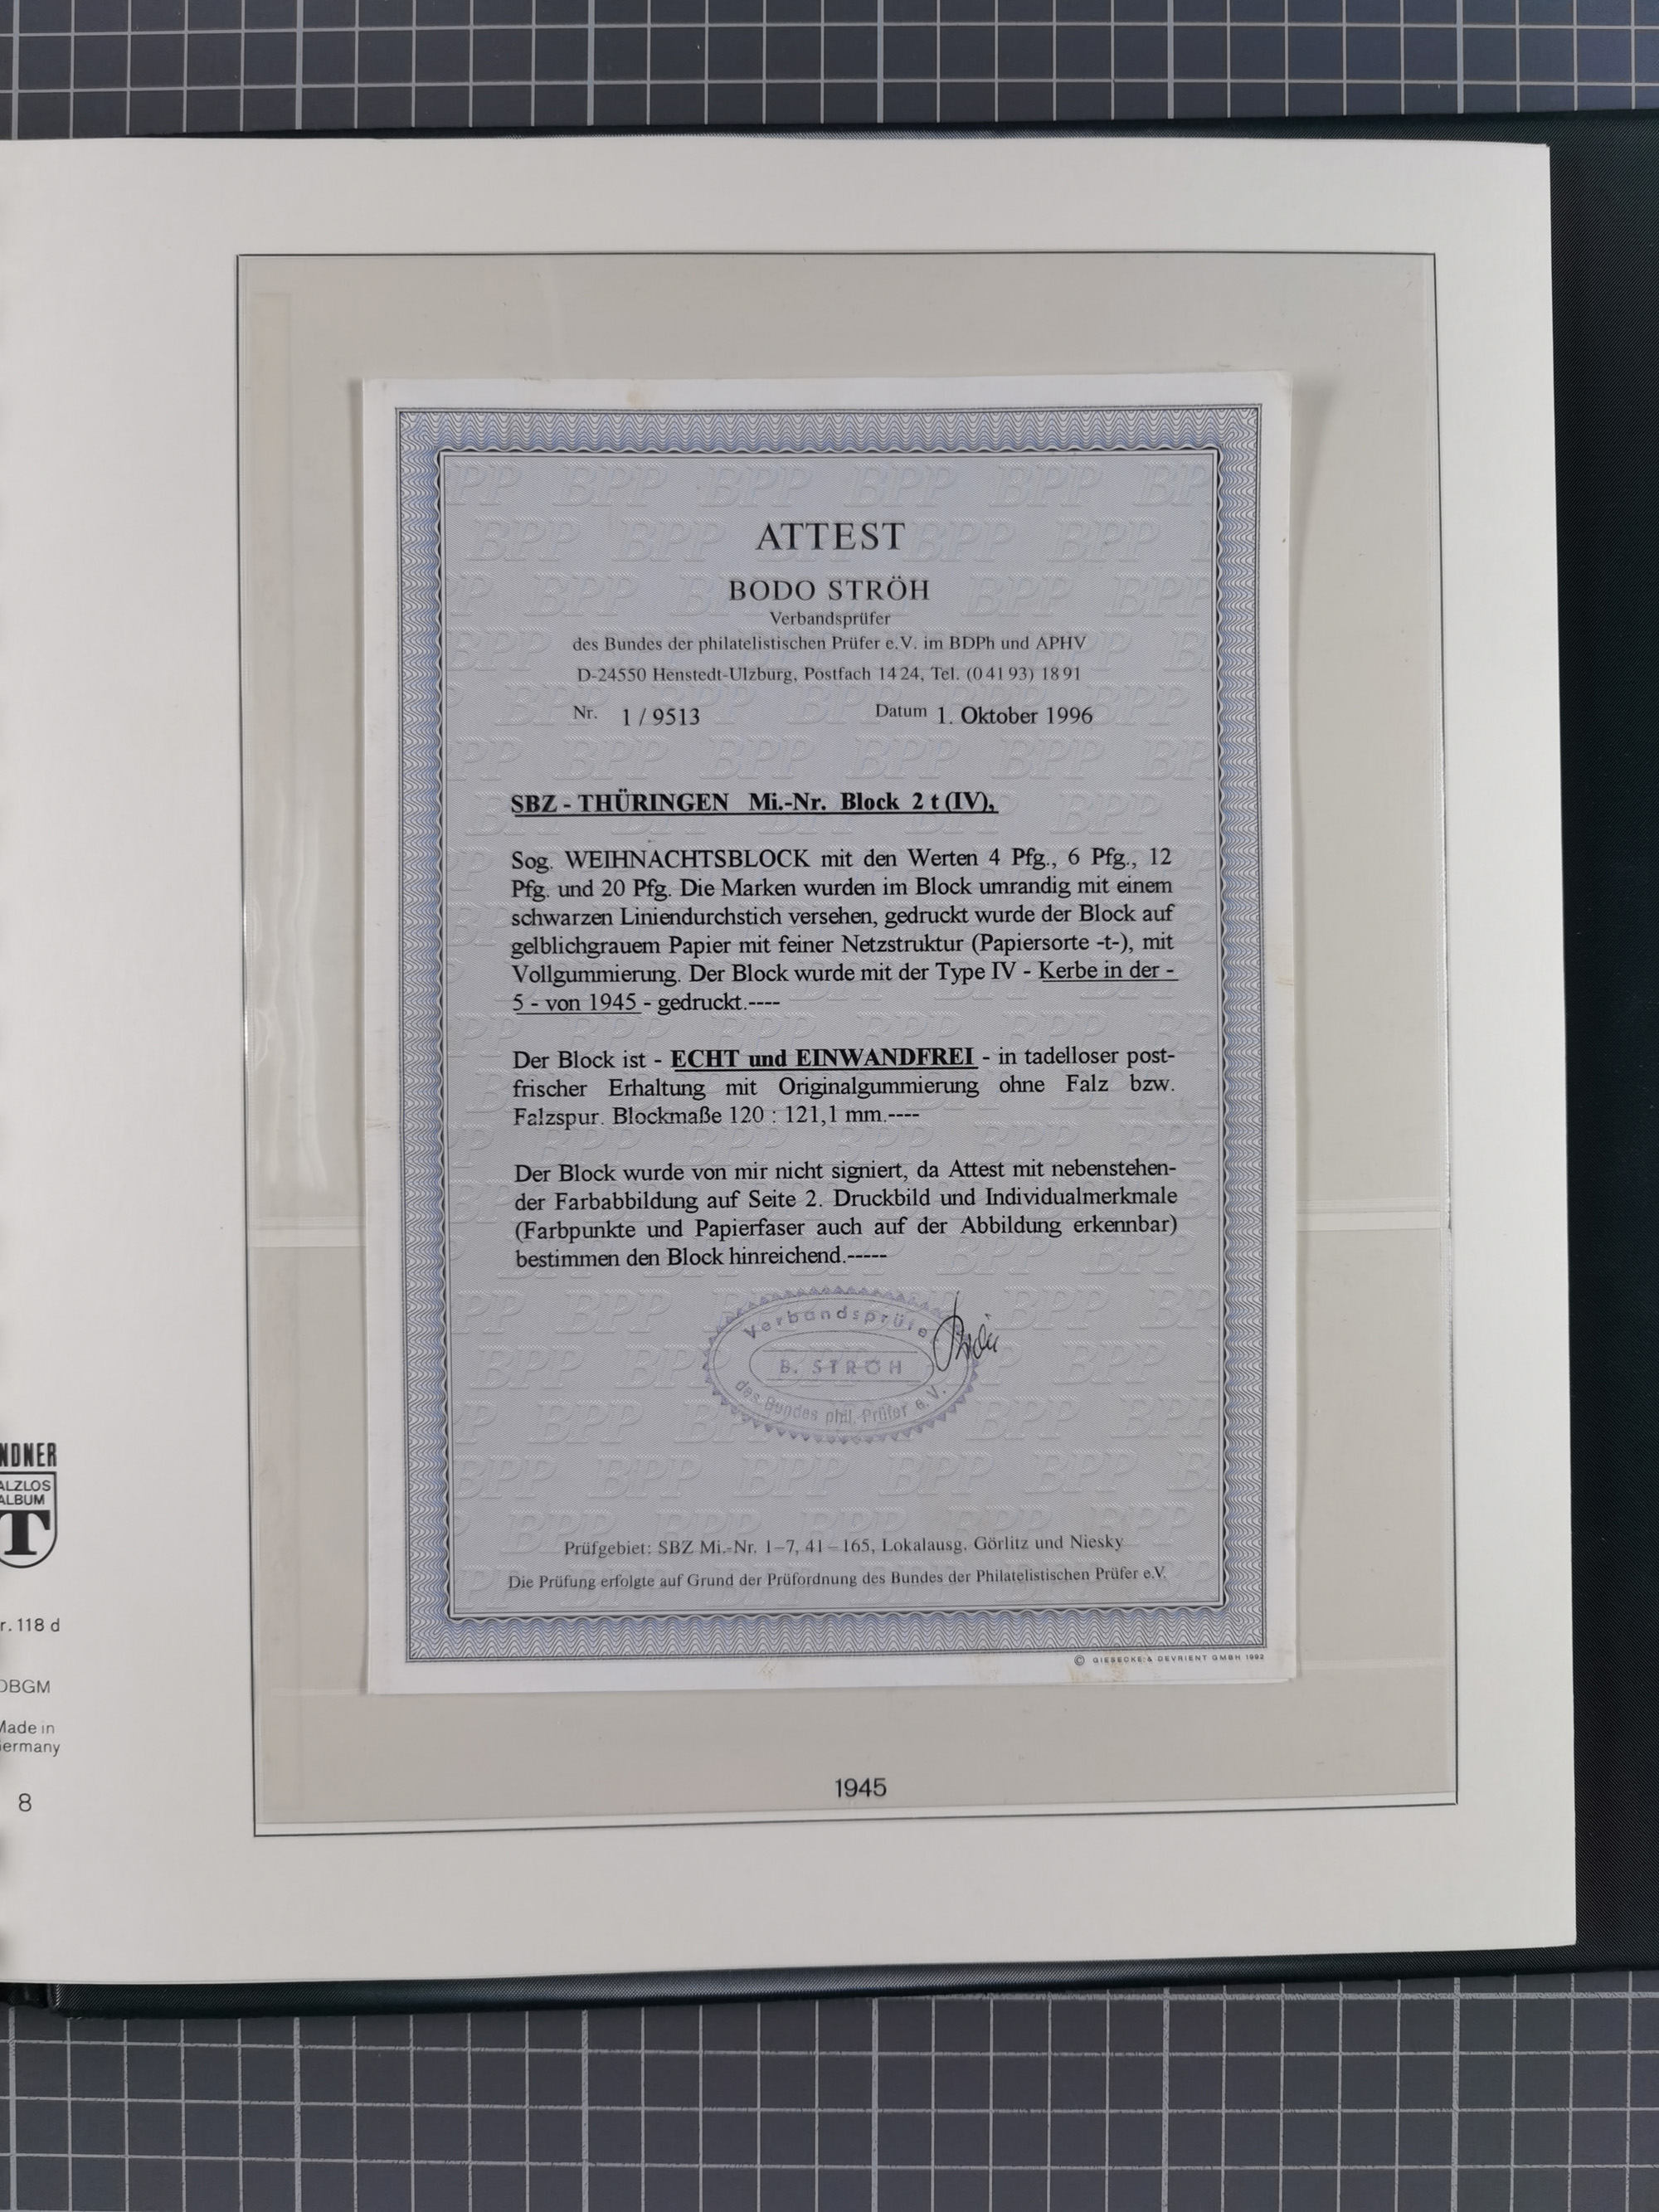 ATTEST
BODO STRÖH
Verbandsprüfer
des Bundes der philatelistischen Prüfer e.V. im BDPh und APHV
D-24550 Henstedt-Ulzburg, Postfach 14 24, Tel. (0 41 93) 18 91
Nr. 1 / 9513 Datum 1. Oktober 1996
SBZ - THÜRINGEN Mi.-Nr. Block 2 t (IV),
Sog. WEIHNACHTSBLOCK mit den Werten 4 Pfg., 6 Pfg., 12
Pfg. und 20 Pfg. Die Marken wurden im Block umrandig mit einem
schwarzen Liniendurchstich versehen, gedruckt wurde der Block auf
gelblichgrauem Papier mit feiner Netzstruktur (Papiersorte -t-), mit
Vollgummierung. Der Block wurde mit der Type IV - Kerbe in der -
5 - von 1945 - gedruckt.----
Der Block ist - ECHT und EINWANDFREI - in tadelloser post-
frischer Erhaltung mit Originalgummierung ohne Falz bzw.
Falzspur. Blockmaße 120 : 121,1 mm.----
Der Block wurde von mir nicht signiert, da Attest mit nebenstehen-
der Farbabbildung auf Seite 2. Druckbild und Individualmerkmale
(Farbpunkte und Papierfaser auch auf der Abbildung erkennbar)
bestimmen den Block hinreichend.-----
Verbandsprüfer
B. STRÖH
des Bundes phil. Prüfer e.V.
Prüfgebiet: SBZ Mi.-Nr. 1–7, 41–165, Lokalausg. Görlitz und Niesky
Die Prüfung erfolgte auf Grund der Prüfordnung des Bundes der Philatelistischen Prüfer e.V.
© GIESECKE & DEVRIENT GMBH 1992
1945
NDNER
ALZLOS
ALBUM
T
r. 118 d
DBGM
Made in
Germany
8